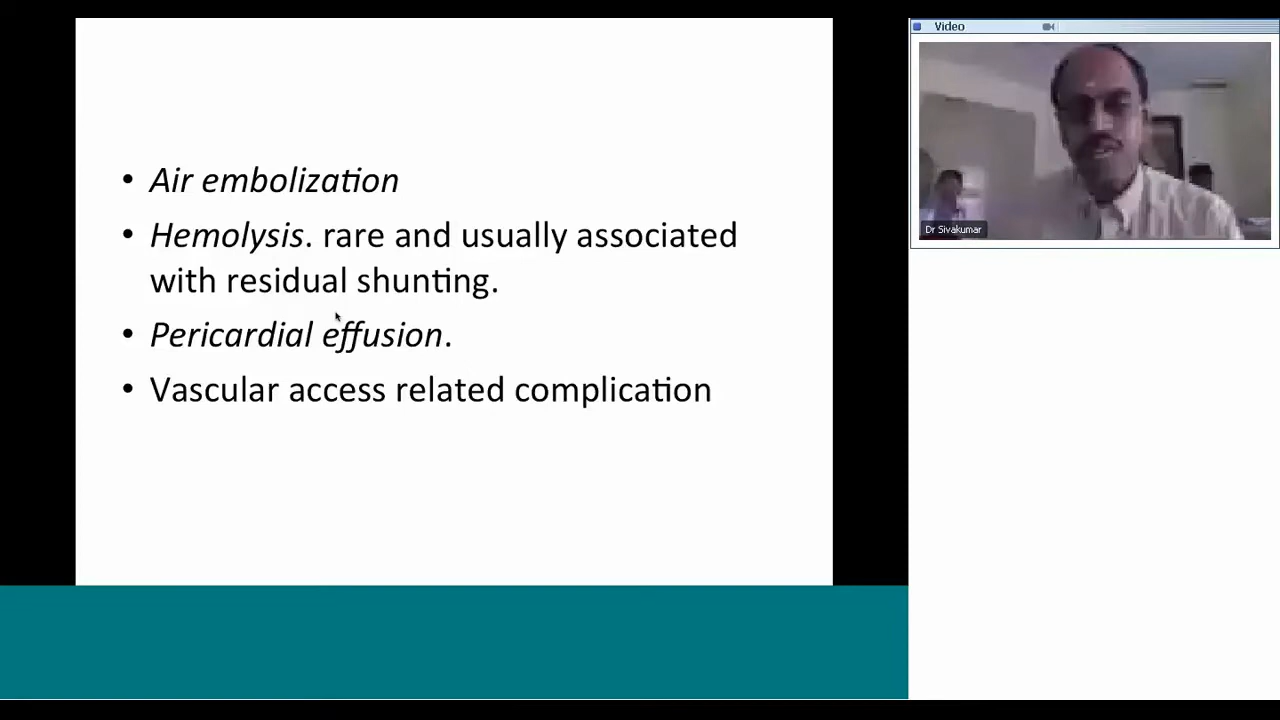 • Air embolization
• Hemolysis. rare and usually associated
with residual shunting.
• Pericardial effusion.
• Vascular access related complication
Video
Dr Sivakumar